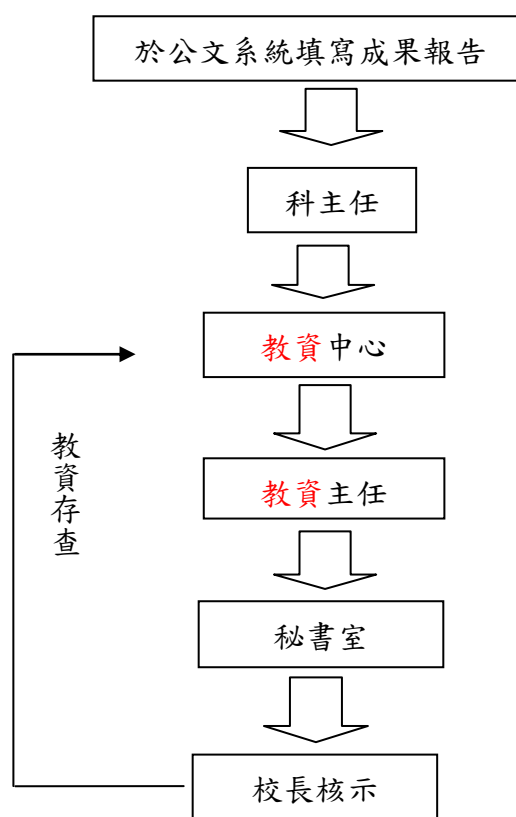 於公文系統填寫成果報告
科主任
教資中心
教資存查
教資主任
秘書室
校長核示